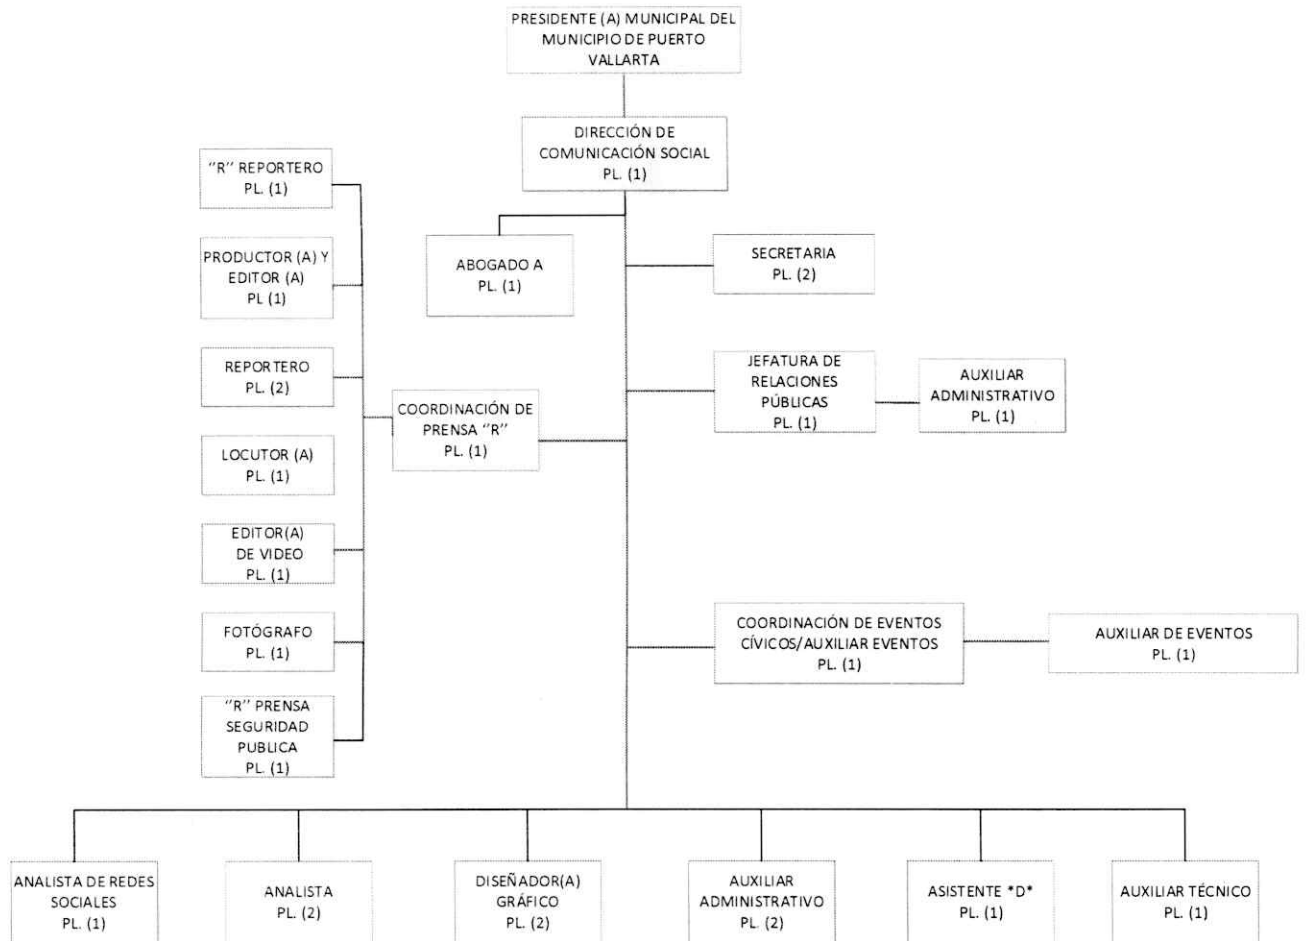 PRESIDENTE (A) MUNICIPAL DEL
MUNICIPIO DE PUERTO
VALLARTA
DIRECCIÓN DE
COMUNICACIÓN SOCIAL
PL. (1)
"R" REPORTERO
PL. (1)
PRODUCTOR (A) Y
EDITOR (A)
PL (1)
REPORTERO
PL. (2)
LOCUTOR (A)
PL. (1)
EDITOR(A)
DE VIDEO
PL. (1)
FOTÓGRAFO
PL. (1)
"R" PRENSA
SEGURIDAD
PUBLICA
PL. (1)
COORDINACIÓN DE
PRENSA "R"
PL. (1)
ABOGADO A
PL. (1)
SECRETARIA
PL. (2)
JEFATURA DE
RELACIONES
PÚBLICAS
PL. (1)
AUXILIAR
ADMINISTRATIVO
PL. (1)
COORDINACIÓN DE EVENTOS
CÍVICOS/AUXILIAR EVENTOS
PL. (1)
AUXILIAR DE EVENTOS
PL. (1)
ANALISTA DE REDES
SOCIALES
PL. (1)
ANALISTA
PL. (2)
DISEÑADOR(A)
GRÁFICO
PL. (2)
AUXILIAR
ADMINISTRATIVO
PL. (2)
ASISTENTE *D*
PL. (1)
AUXILIAR TÉCNICO
PL. (1)